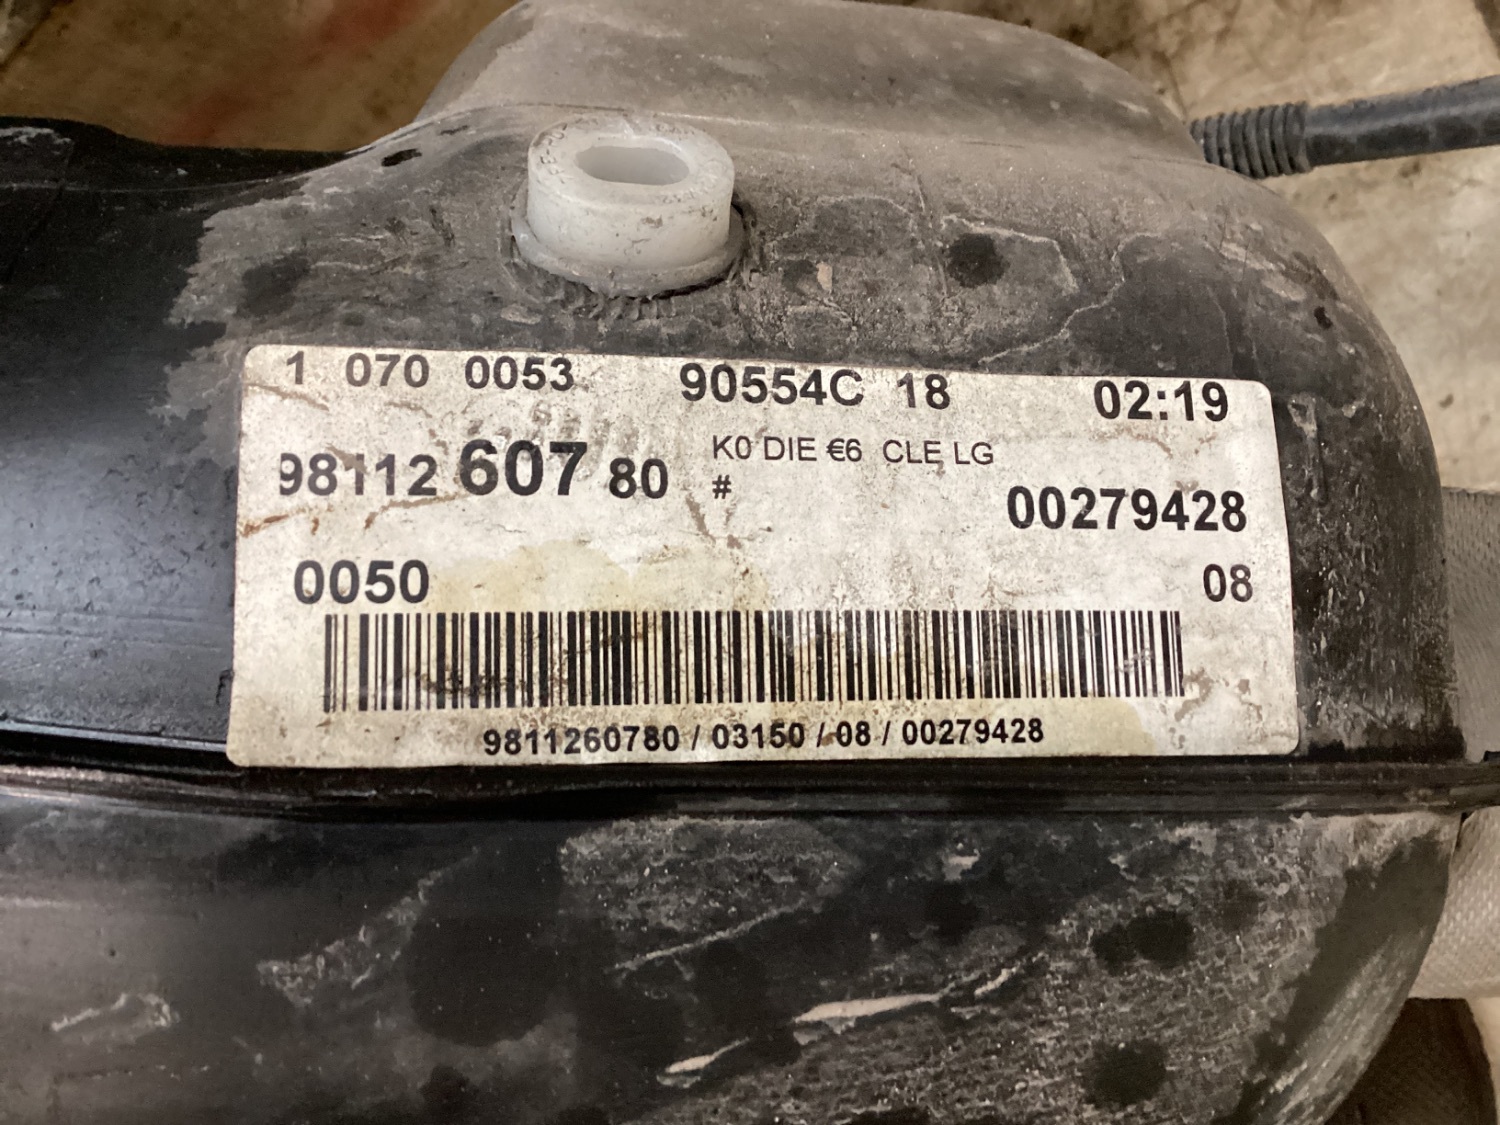 1 070 0053 90554C 18 02:19
98112 607 80 K0 DIE €6 CLE LG
# 00279428
0050 08
9811260780 / 03150 / 08 / 00279428